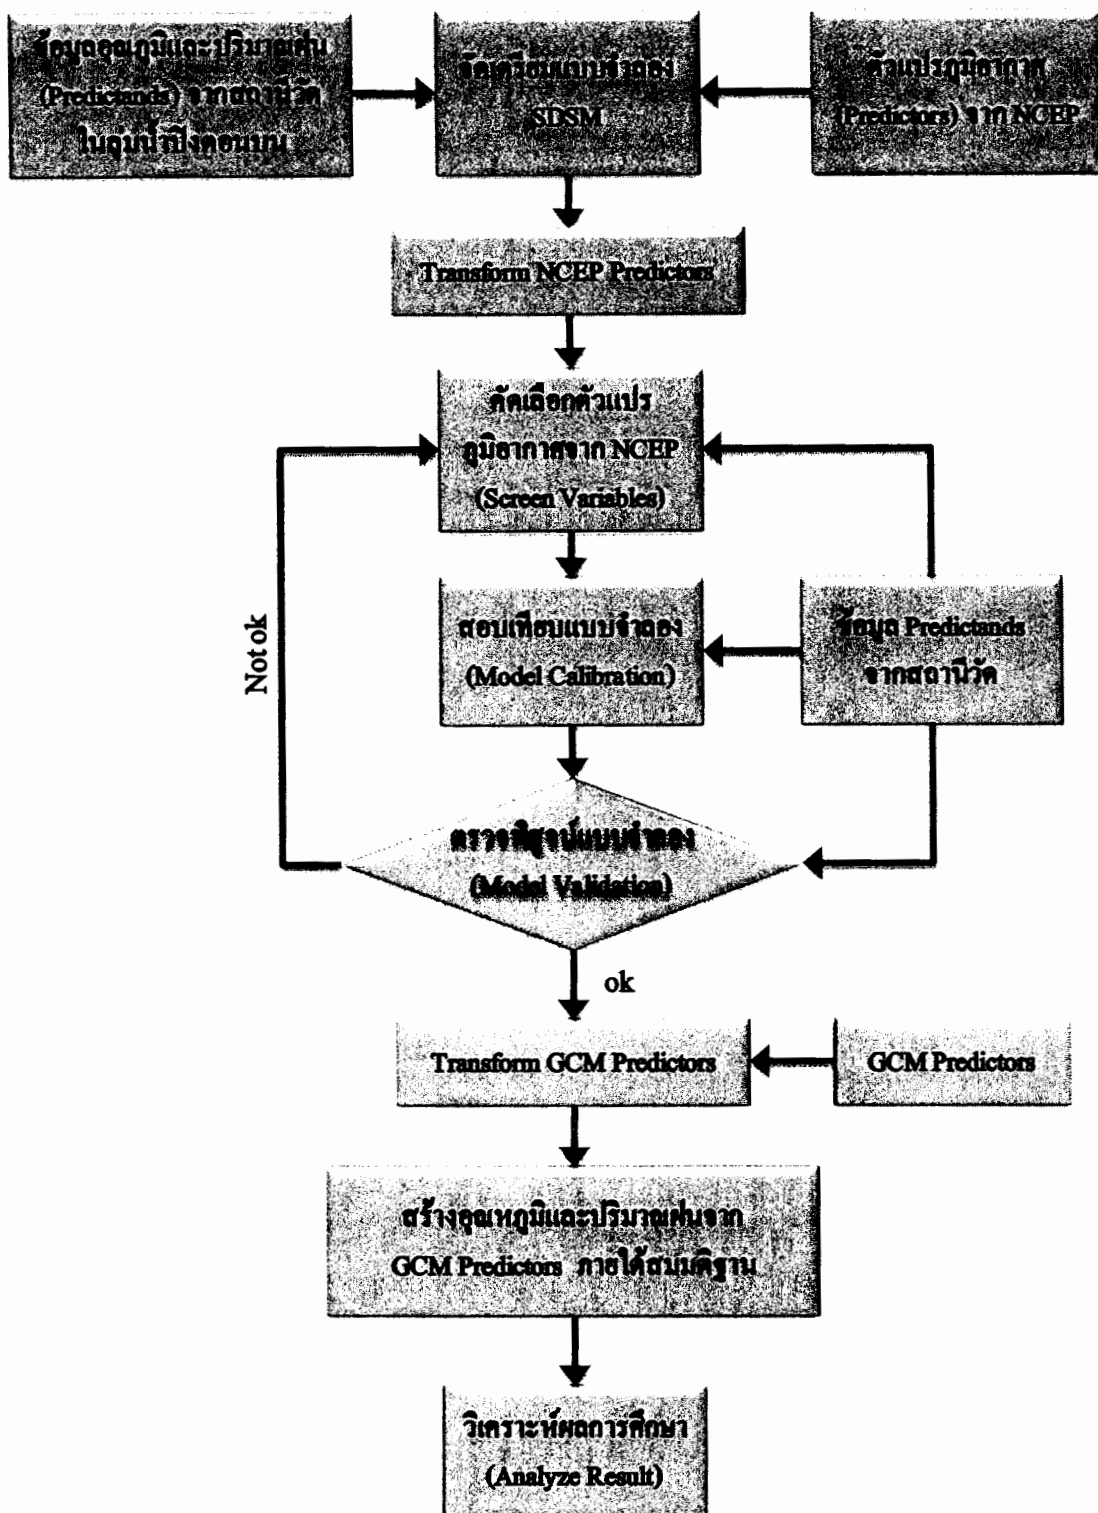 ข้อมูลอุณภูมิและปริมาณฝน
(Predictands) จากสถานีวัด
ในลุ่มน้ำปิงตอนบน
จัดเตรียมแบบจำลอง
SDSM
ตัวแปรภูมิอากาศ
(Predictors) จาก NCEP
Transform NCEP Predictors
คัดเลือกตัวแปร
ภูมิอากาศจาก NCEP
(Screen Variables)
สอบเทียบแบบจำลอง
(Model Calibration)
ข้อมูล Predictands
จากสถานีวัด
Not ok
ตรวจพิสูจน์แบบจำลอง
(Model Validation)
ok
Transform GCM Predictors
GCM Predictors
สร้างอุณหภูมิและปริมาณฝนจาก
GCM Predictors ภายใต้สมมติฐาน
วิเคราะห์ผลการศึกษา
(Analyze Result)